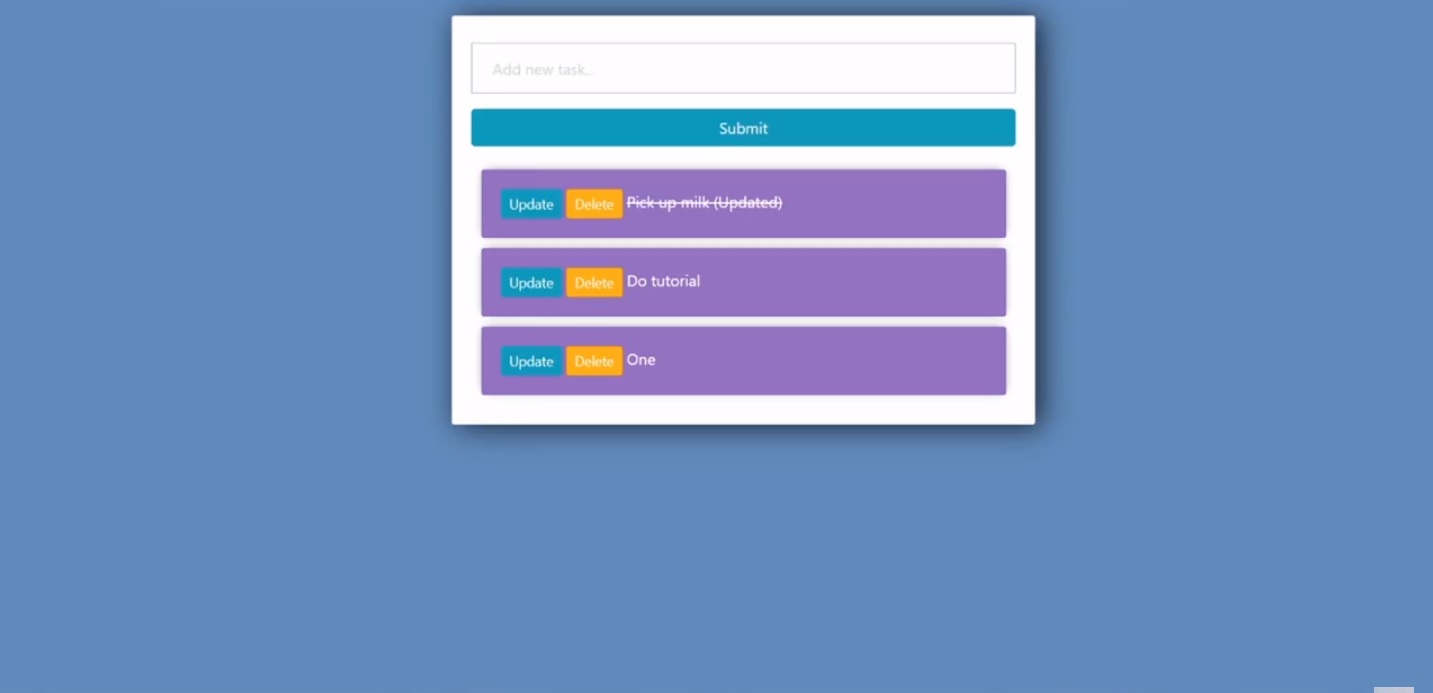 Add new task...
Submit
Update Delete Pick up milk (Updated)
Update Delete Do tutorial
Update Delete One